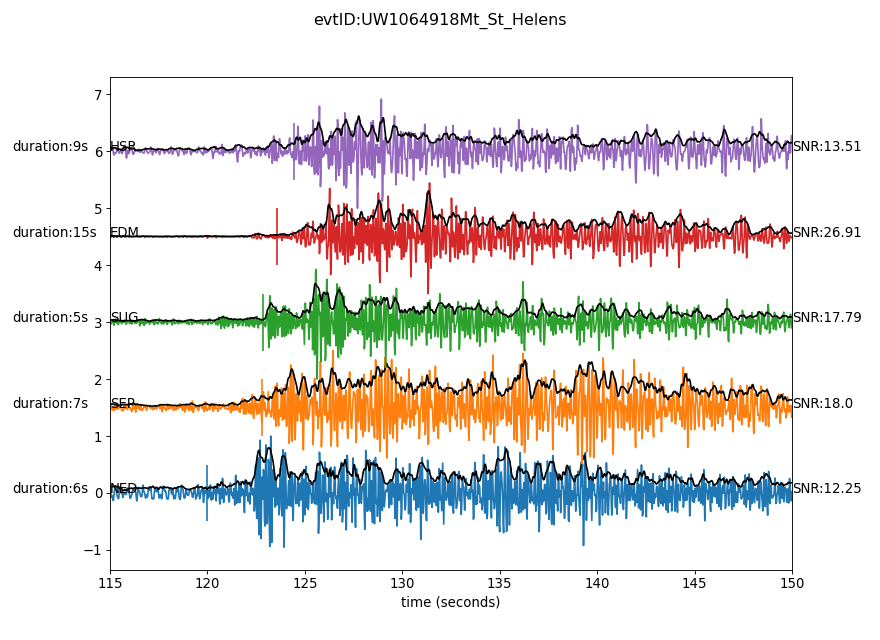 evtID:UW1064918Mt_St_Helens
7
duration:9s HSR SNR:13.51
6
5
duration:15s EDM SNR:26.91
4
duration:5s SUG SNR:17.79
3
2
duration:7s SEP SNR:18.0
1
duration:6s NED SNR:12.25
0
−1
115 120 125 130 135 140 145 150
time (seconds)